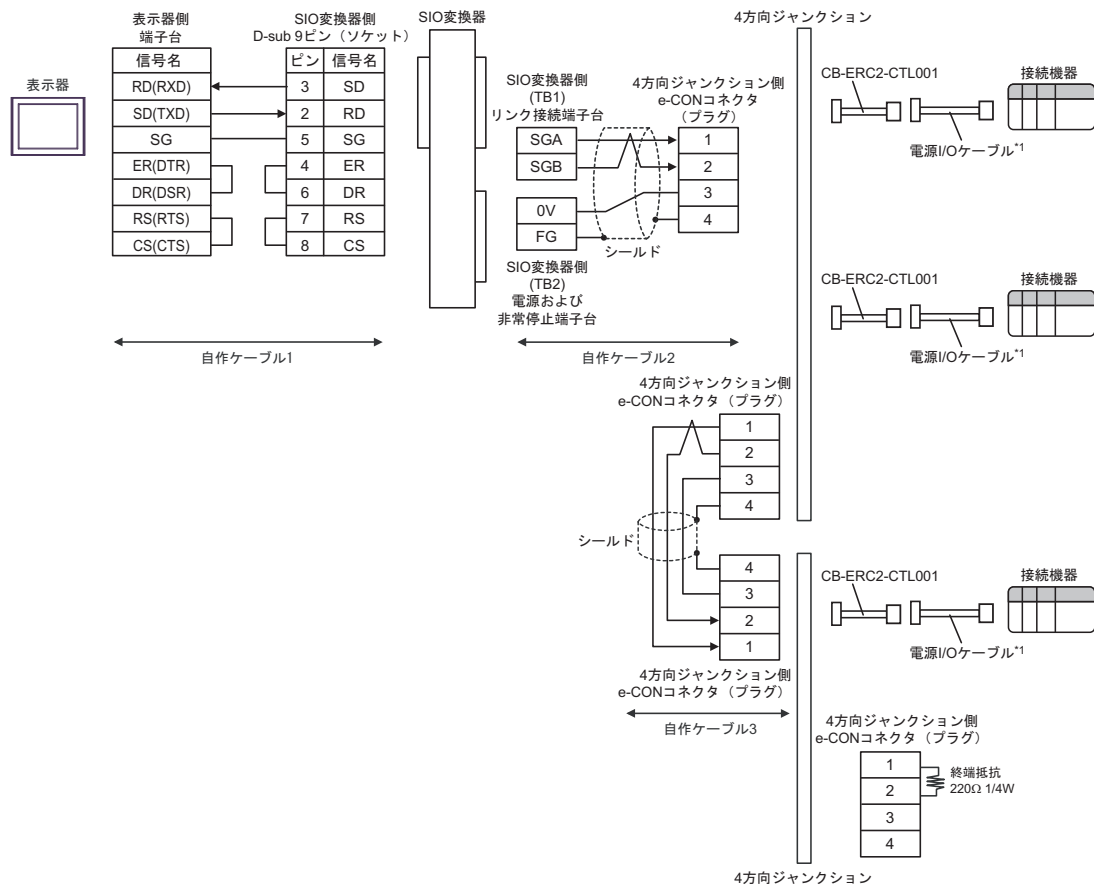 表示器
表示器側
端子台
信号名
RD(RXD)
SD(TXD)
SG
ER(DTR)
DR(DSR)
RS(RTS)
CS(CTS)
SIO変換器側
D-sub 9ピン（ソケット）
ピン 信号名
3 SD
2 RD
5 SG
4 ER
6 DR
7 RS
8 CS
自作ケーブル1
SIO変換器
SIO変換器側
(TB1)
リンク接続端子台
SGA
SGB
0V
FG
SIO変換器側
(TB2)
電源および
非常停止端子台
シールド
4方向ジャンクション側
e-CONコネクタ
（プラグ）
1
2
3
4
自作ケーブル2
4方向ジャンクション
CB-ERC2-CTL001
接続機器
電源I/Oケーブル*1
CB-ERC2-CTL001
接続機器
電源I/Oケーブル*1
4方向ジャンクション側
e-CONコネクタ（プラグ）
1
2
3
4
シールド
4
3
2
1
4方向ジャンクション側
e-CONコネクタ（プラグ）
自作ケーブル3
CB-ERC2-CTL001
接続機器
電源I/Oケーブル*1
4方向ジャンクション側
e-CONコネクタ（プラグ）
1
2
3
4
終端抵抗
220Ω 1/4W
4方向ジャンクション